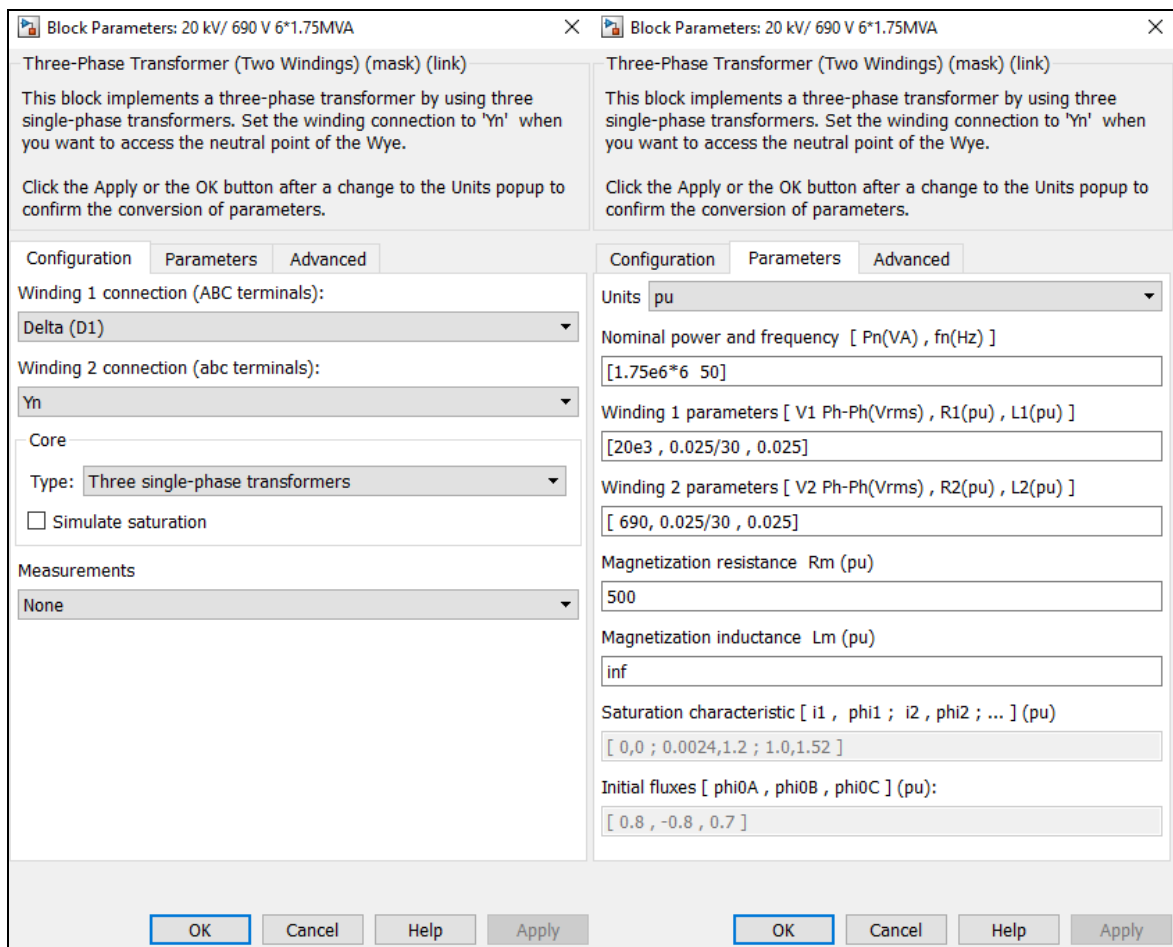 Block Parameters: 20 kV/ 690 V 6*1.75MVA
Three-Phase Transformer (Two Windings) (mask) (link)
This block implements a three-phase transformer by using three
single-phase transformers. Set the winding connection to 'Yn' when
you want to access the neutral point of the Wye.
Click the Apply or the OK button after a change to the Units popup to
confirm the conversion of parameters.
Configuration Parameters Advanced
Winding 1 connection (ABC terminals):
Delta (D1)
Winding 2 connection (abc terminals):
Yn
Core
Type: Three single-phase transformers
Simulate saturation
Measurements
None
OK Cancel Help Apply
Block Parameters: 20 kV/ 690 V 6*1.75MVA
Three-Phase Transformer (Two Windings) (mask) (link)
This block implements a three-phase transformer by using three
single-phase transformers. Set the winding connection to 'Yn' when
you want to access the neutral point of the Wye.
Click the Apply or the OK button after a change to the Units popup to
confirm the conversion of parameters.
Configuration Parameters Advanced
Units pu
Nominal power and frequency [ Pn(VA) , fn(Hz) ]
[1.75e6*6 50]
Winding 1 parameters [ V1 Ph-Ph(Vrms) , R1(pu) , L1(pu) ]
[20e3 , 0.025/30 , 0.025]
Winding 2 parameters [ V2 Ph-Ph(Vrms) , R2(pu) , L2(pu) ]
[ 690, 0.025/30 , 0.025]
Magnetization resistance Rm (pu)
500
Magnetization inductance Lm (pu)
inf
Saturation characteristic [ i1 , phi1 ; i2 , phi2 ; ... ] (pu)
[ 0,0 ; 0.0024,1.2 ; 1.0,1.52 ]
Initial fluxes [ phi0A , phi0B , phi0C ] (pu):
[ 0.8 , -0.8 , 0.7 ]
OK Cancel Help Apply